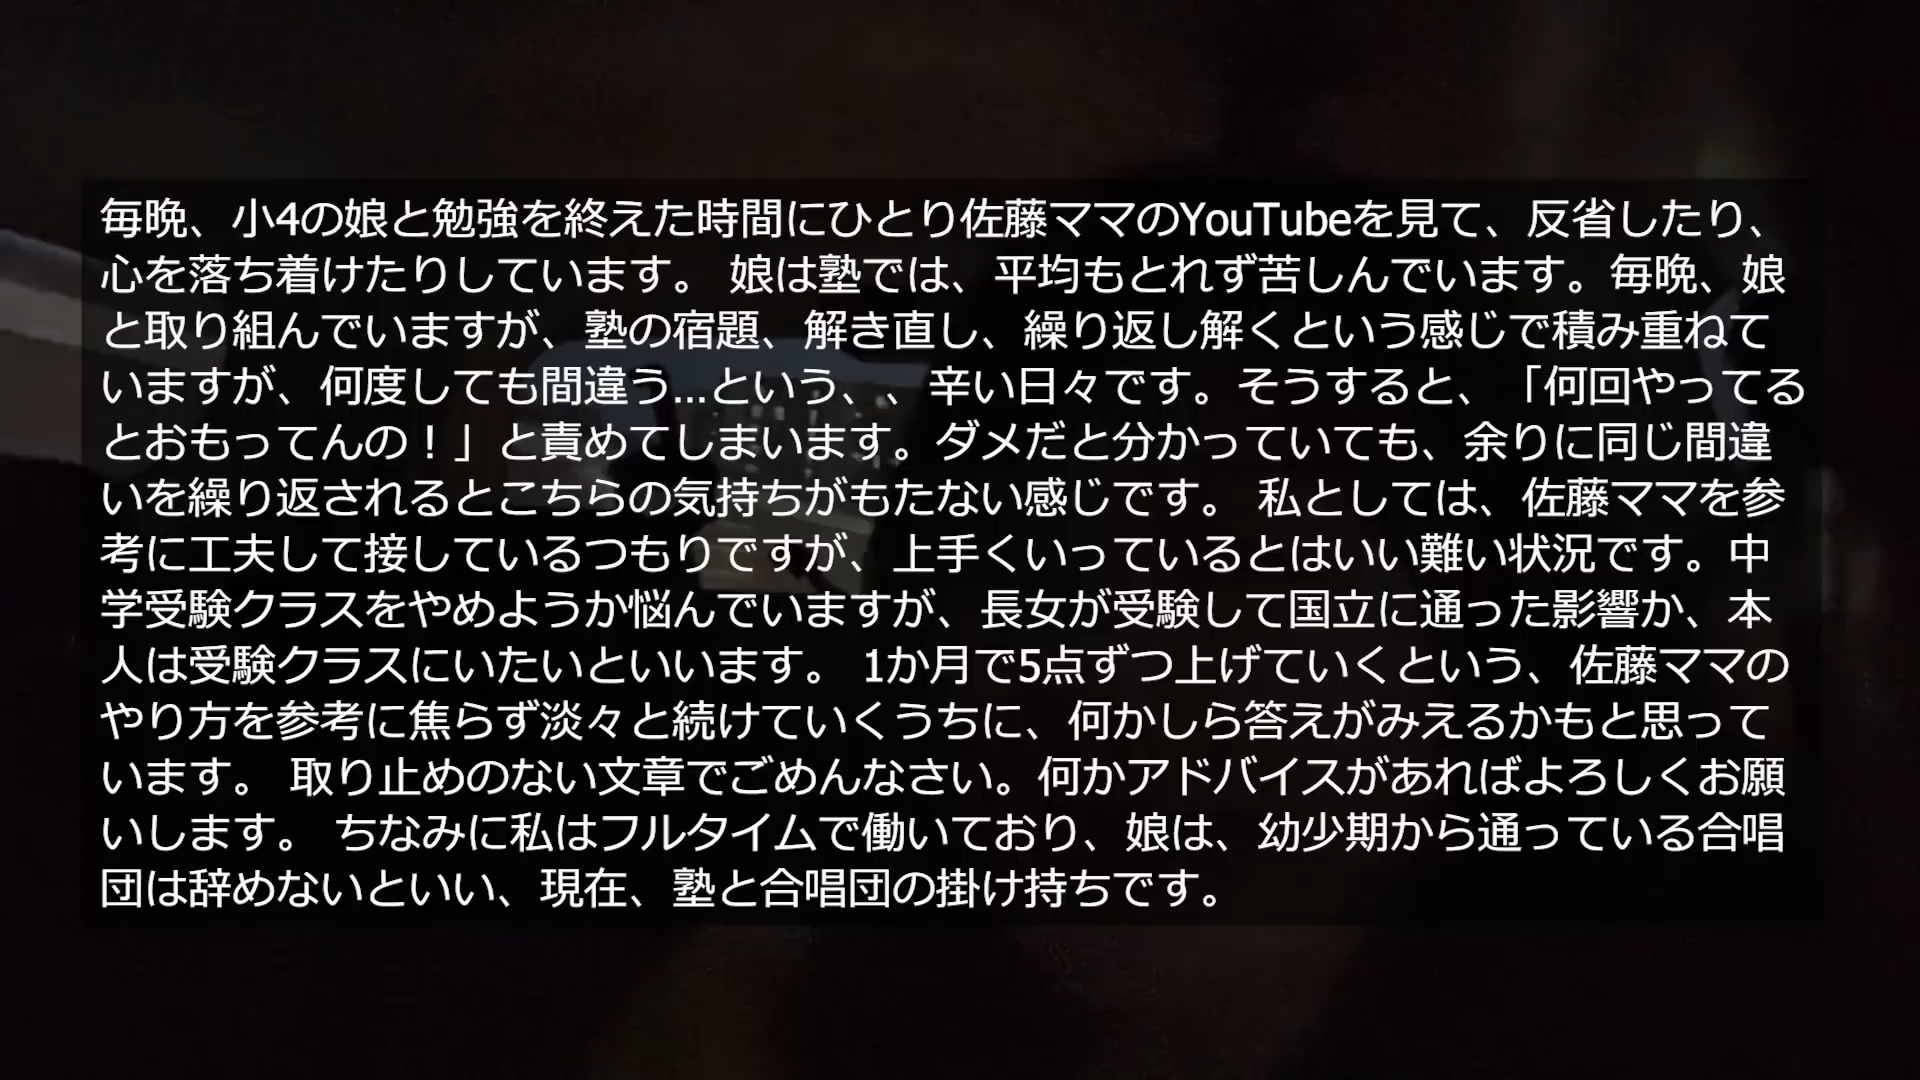 毎晩、小4の娘と勉強を終えた時間にひとり佐藤ママのYouTubeを見て、反省したり、
心を落ち着けたりしています。 娘は塾では、平均もとれず苦しんでいます。毎晩、娘
と取り組んでいますが、塾の宿題、解き直し、繰り返し解くという感じで積み重ねて
いますが、何度しても間違う…という、、辛い日々です。そうすると、「何回やってる
とおもってんの！」と責めてしまいます。ダメだと分かっていても、余りに同じ間違
いを繰り返されるとこちらの気持ちがもたない感じです。 私としては、佐藤ママを参
考に工夫して接しているつもりですが、上手くいっているとはいい難い状況です。中
学受験クラスをやめようか悩んでいますが、長女が受験して国立に通った影響か、本
人は受験クラスにいたいといいます。 1か月で5点ずつ上げていくという、佐藤ママの
やり方を参考に焦らず淡々と続けていくうちに、何かしら答えがみえるかもと思って
います。 取り止めのない文章でごめんなさい。何かアドバイスがあればよろしくお願
いします。 ちなみに私はフルタイムで働いており、娘は、幼少期から通っている合唱
団は辞めないといい、現在、塾と合唱団の掛け持ちです。